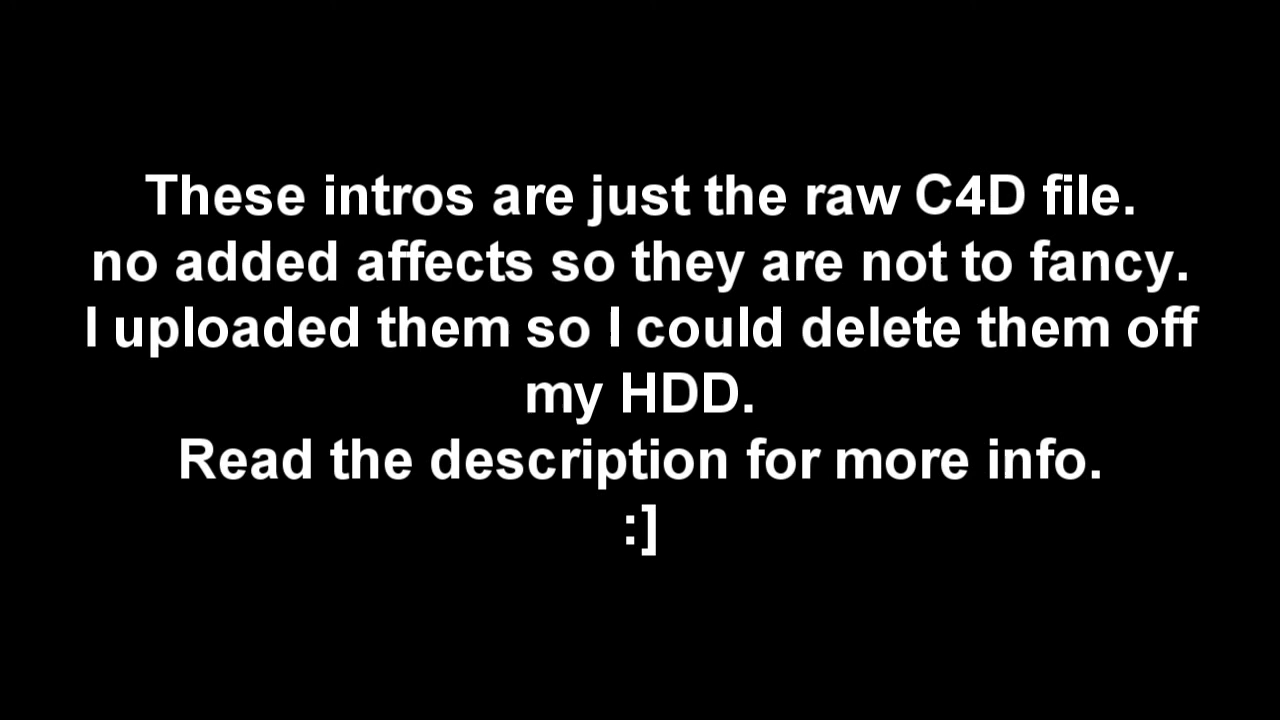 These intros are just the raw C4D file.
no added affects so they are not to fancy.
I uploaded them so I could delete them off
my HDD.
Read the description for more info.
:]